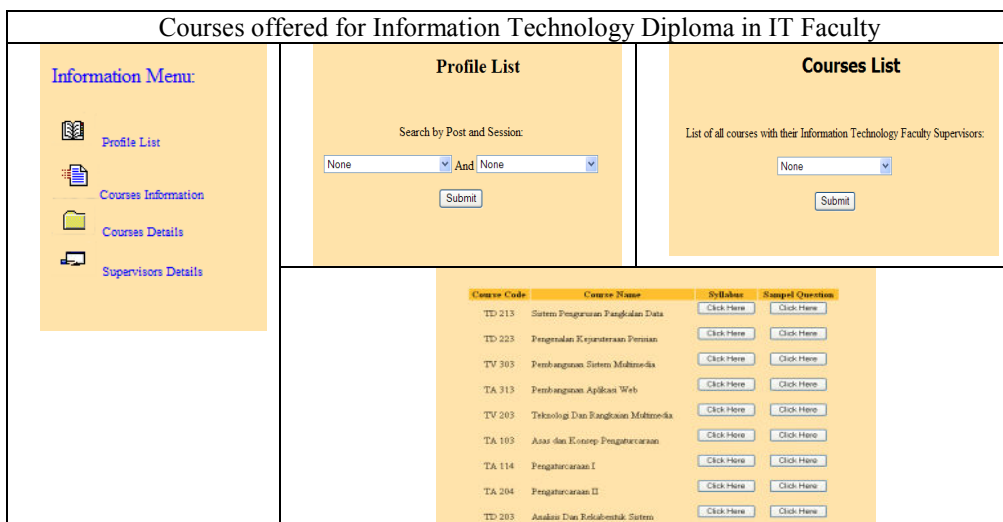 Courses offered for Information Technology Diploma in IT Faculty
Information Menu:
Profile List
Courses Information
Courses Details
Supervisors Details
Profile List
Search by Post and Session:
None And None
Submit
Courses List
List of all courses with their Information Technology Faculty Supervisors:
None
Submit
Course Code Course Name Syllabus Sampel Question
TD 213 Sistem Pengurusan Pangkalan Data Click Here Click Here
TD 223 Pengenalan Kejuruteraan Perisian Click Here Click Here
TV 303 Pembangunan Sistem Multimedia Click Here Click Here
TA 313 Pembangunan Aplikasi Web Click Here Click Here
TV 203 Teknologi Dan Rangkaian Multimedia Click Here Click Here
TA 103 Asas dan Konsep Pengaturcaraan Click Here Click Here
TA 114 Pengaturcaraan I Click Here Click Here
TA 204 Pengaturcaraan II Click Here Click Here
TD 203 Analisis Dan Rekabentuk Sistem Click Here Click Here